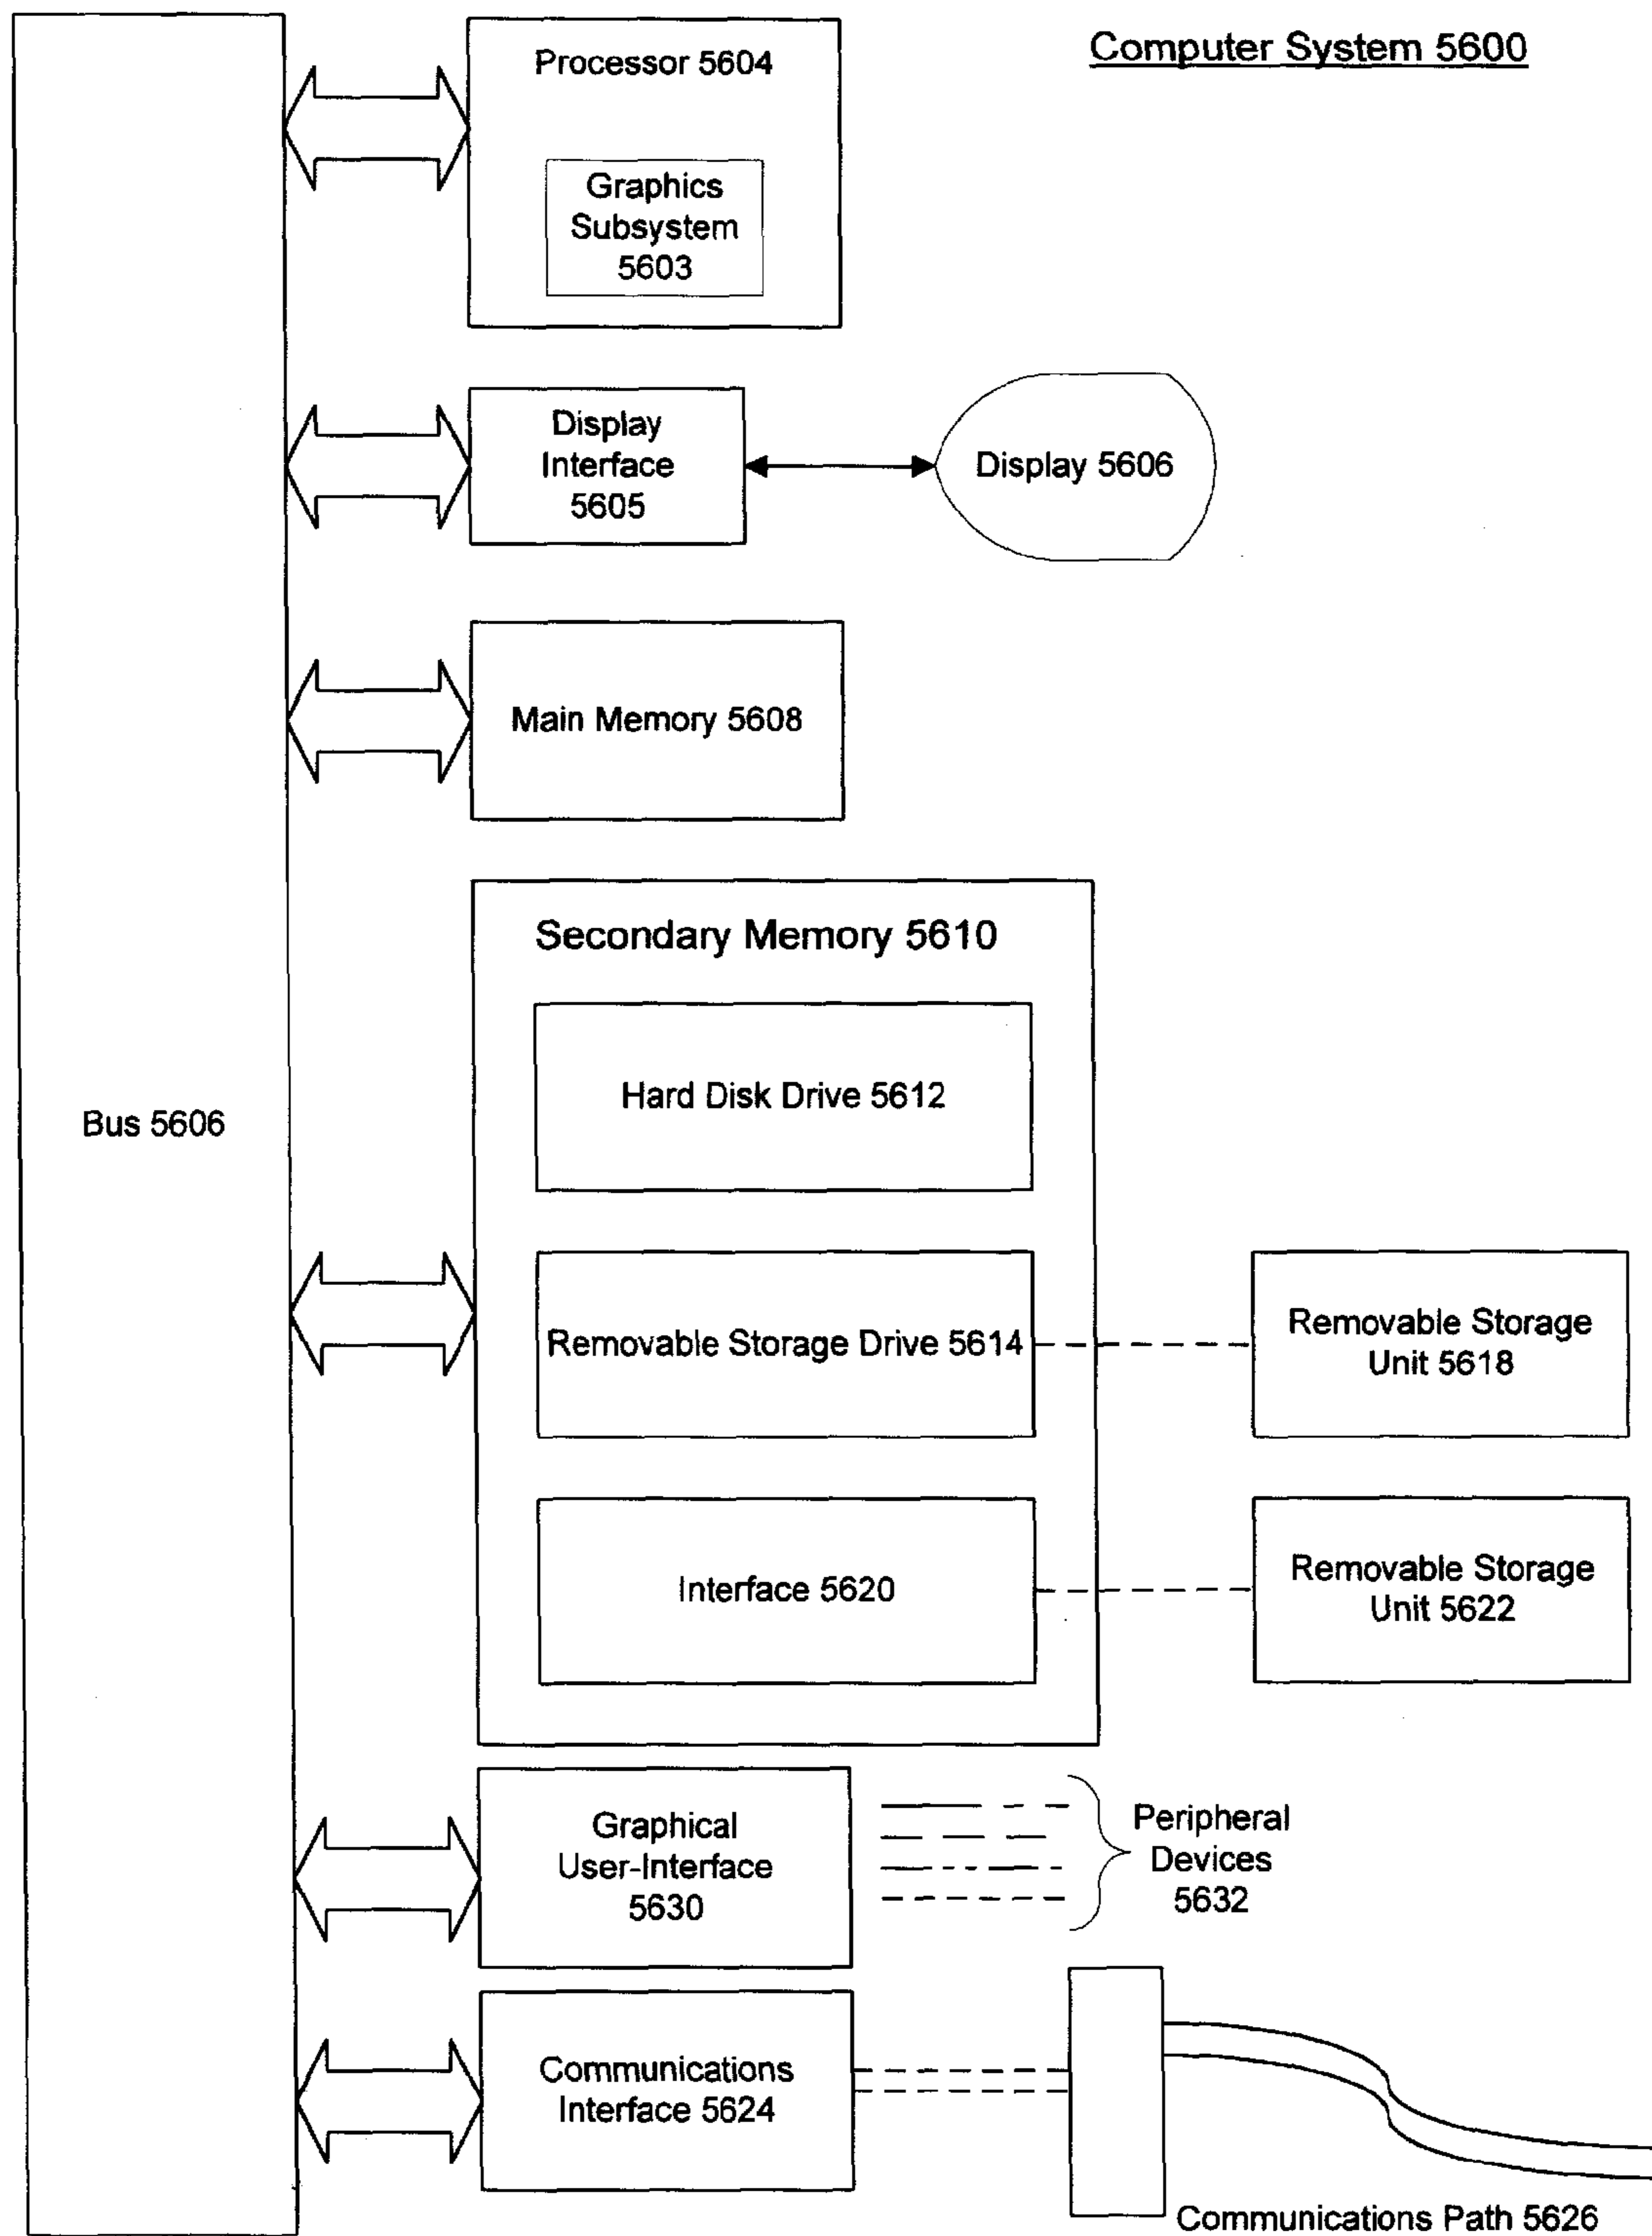 Computer System 5600
Processor 5604
Graphics
Subsystem
5603
Display
Interface
5605
Display 5606
Main Memory 5608
Secondary Memory 5610
Hard Disk Drive 5612
Bus 5606
Removable Storage Drive 5614
Removable Storage
Unit 5618
Interface 5620
Removable Storage
Unit 5622
Graphical
User-Interface
5630
Peripheral
Devices
5632
Communications
Interface 5624
Communications Path 5626